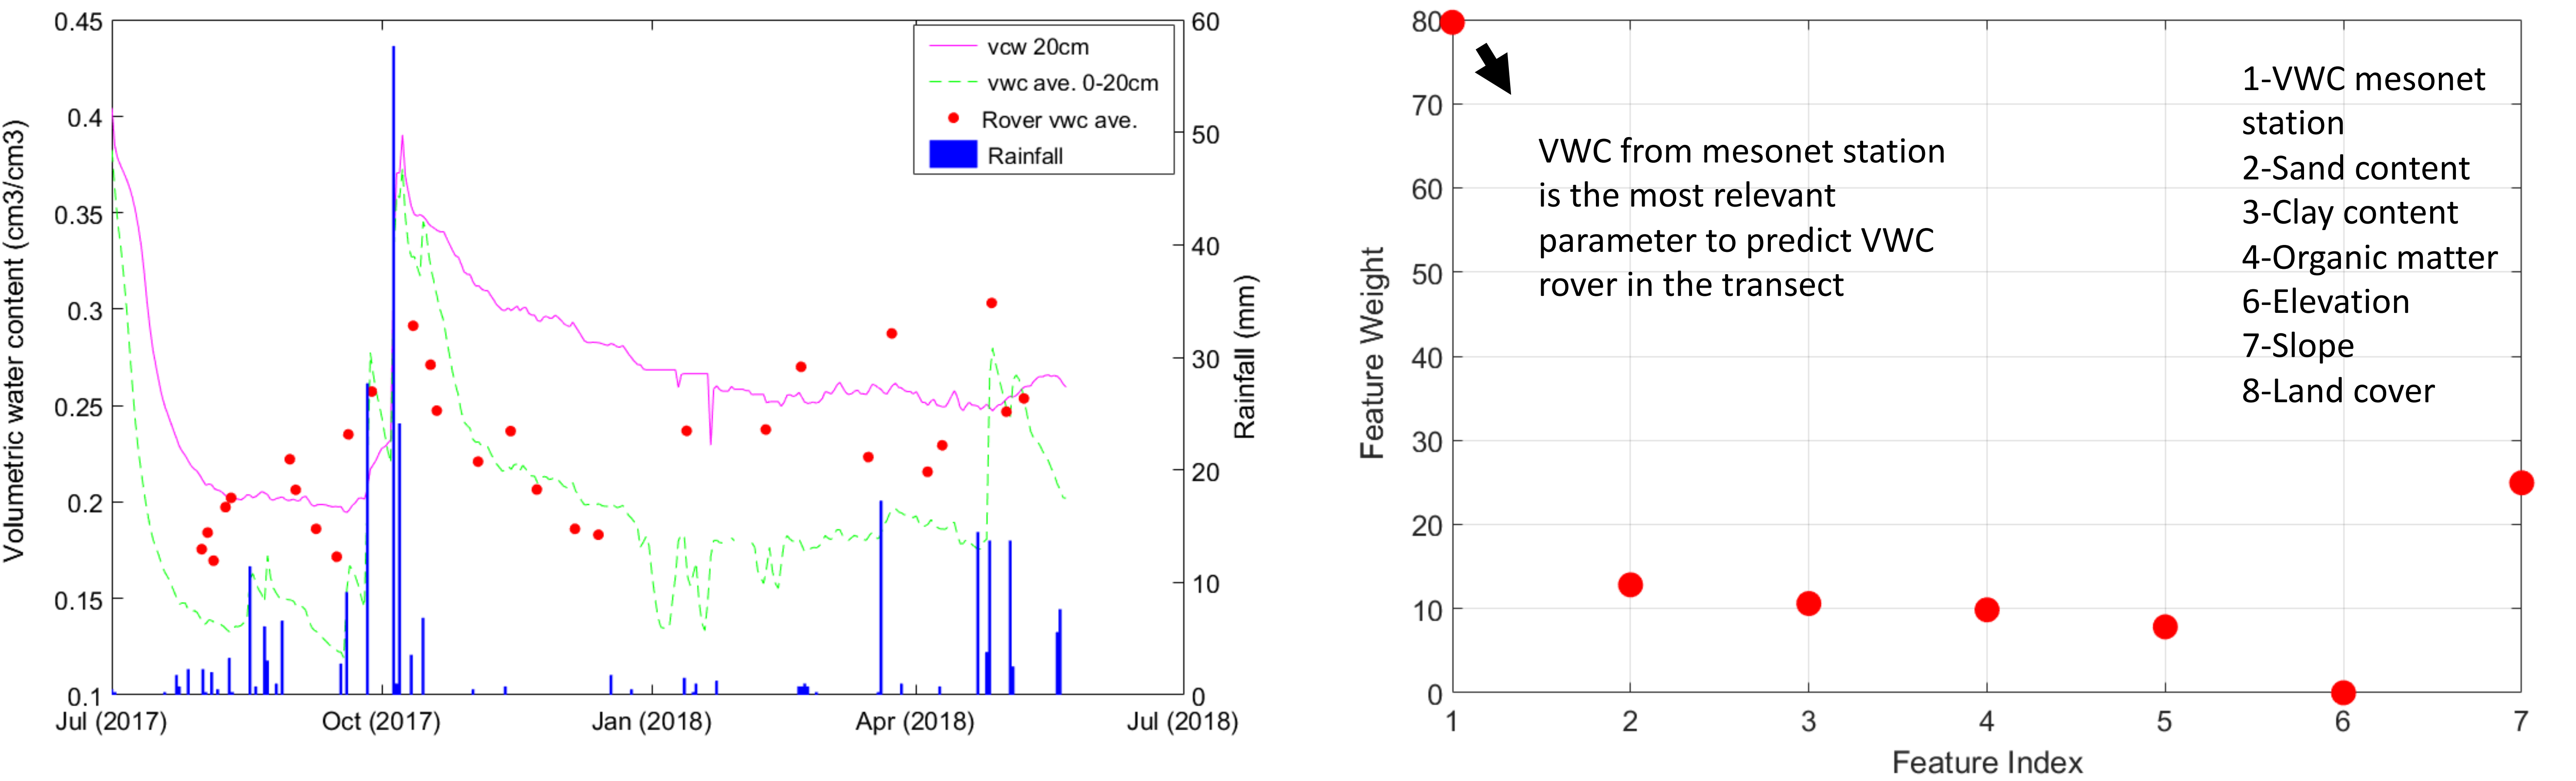 0.45
0.4
0.35
0.3
0.25
0.2
0.15
0.1
Volumetric water content (cm3/cm3)
Jul (2017)
Oct (2017)
Jan (2018)
Apr (2018)
Jul (2018)
vcw 20cm
vwc ave. 0-20cm
Rover vwc ave.
Rainfall
60
50
40
30
20
10
0
Rainfall (mm)
80
70
60
50
40
30
20
10
0
Feature Weight
VWC from mesonet station
is the most relevant
parameter to predict VWC
rover in the transect
1-VWC mesonet
station
2-Sand content
3-Clay content
4-Organic matter
6-Elevation
7-Slope
8-Land cover
1
2
3
4
5
6
7
Feature Index